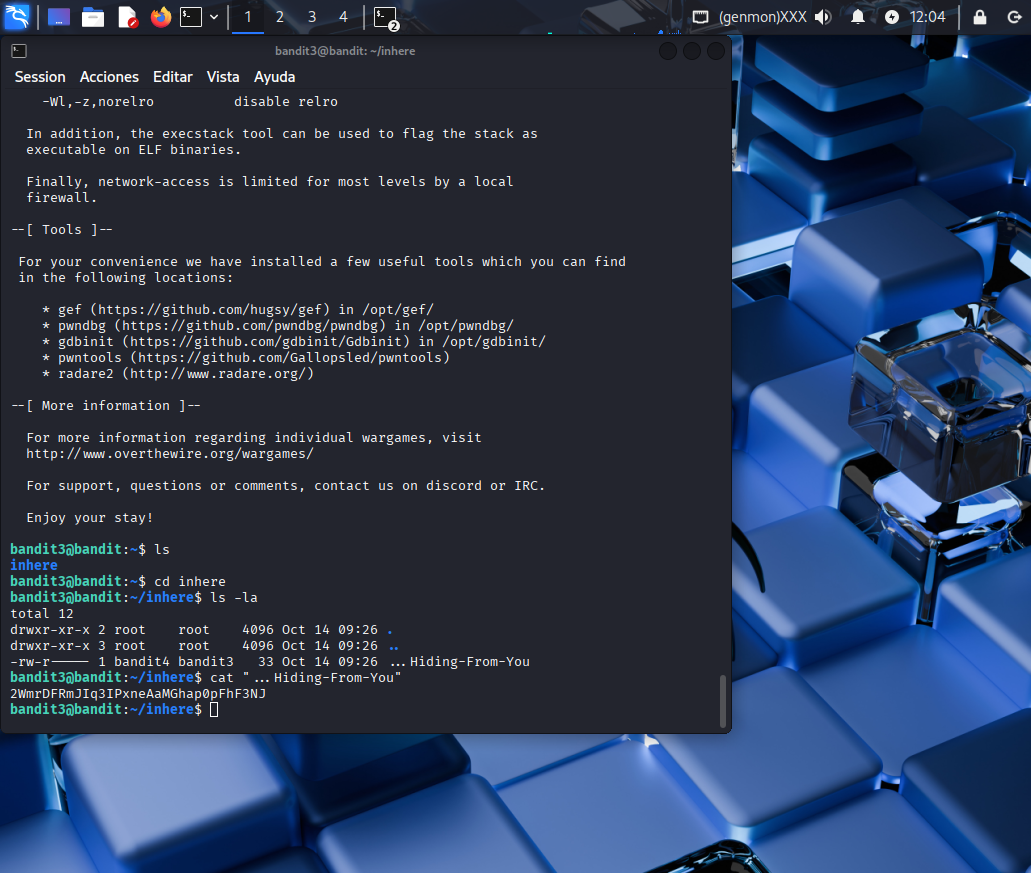 1 2 3 4 2 (genmon)XXX 12:04
bandit3@bandit: ~/inhere
Session Acciones Editar Vista Ayuda
-Wl,-z,norelro disable relro
In addition, the execstack tool can be used to flag the stack as
executable on ELF binaries.
Finally, network-access is limited for most levels by a local
firewall.
--[ Tools ]--
For your convenience we have installed a few useful tools which you can find
in the following locations:
* gef (https://github.com/hugsy/gef) in /opt/gef/
* pwndbg (https://github.com/pwndbg/pwndbg) in /opt/pwndbg/
* gdbinit (https://github.com/gdbinit/Gdbinit) in /opt/gdbinit/
* pwntools (https://github.com/Gallopsled/pwntools)
* radare2 (http://www.radare.org/)
--[ More information ]--
For more information regarding individual wargames, visit
http://www.overthewire.org/wargames/
For support, questions or comments, contact us on discord or IRC.
Enjoy your stay!
bandit3@bandit:~$ ls
inhere
bandit3@bandit:~$ cd inhere
bandit3@bandit:~/inhere$ ls -la
total 12
drwxr-xr-x 2 root root 4096 Oct 14 09:26 .
drwxr-xr-x 3 root root 4096 Oct 14 09:26 ..
-rw-r----- 1 bandit4 bandit3 33 Oct 14 09:26 ...Hiding-From-You
bandit3@bandit:~/inhere$ cat "...Hiding-From-You"
2WmrDFRmJIq3IPxneAaMGhap0pFhF3NJ
bandit3@bandit:~/inhere$